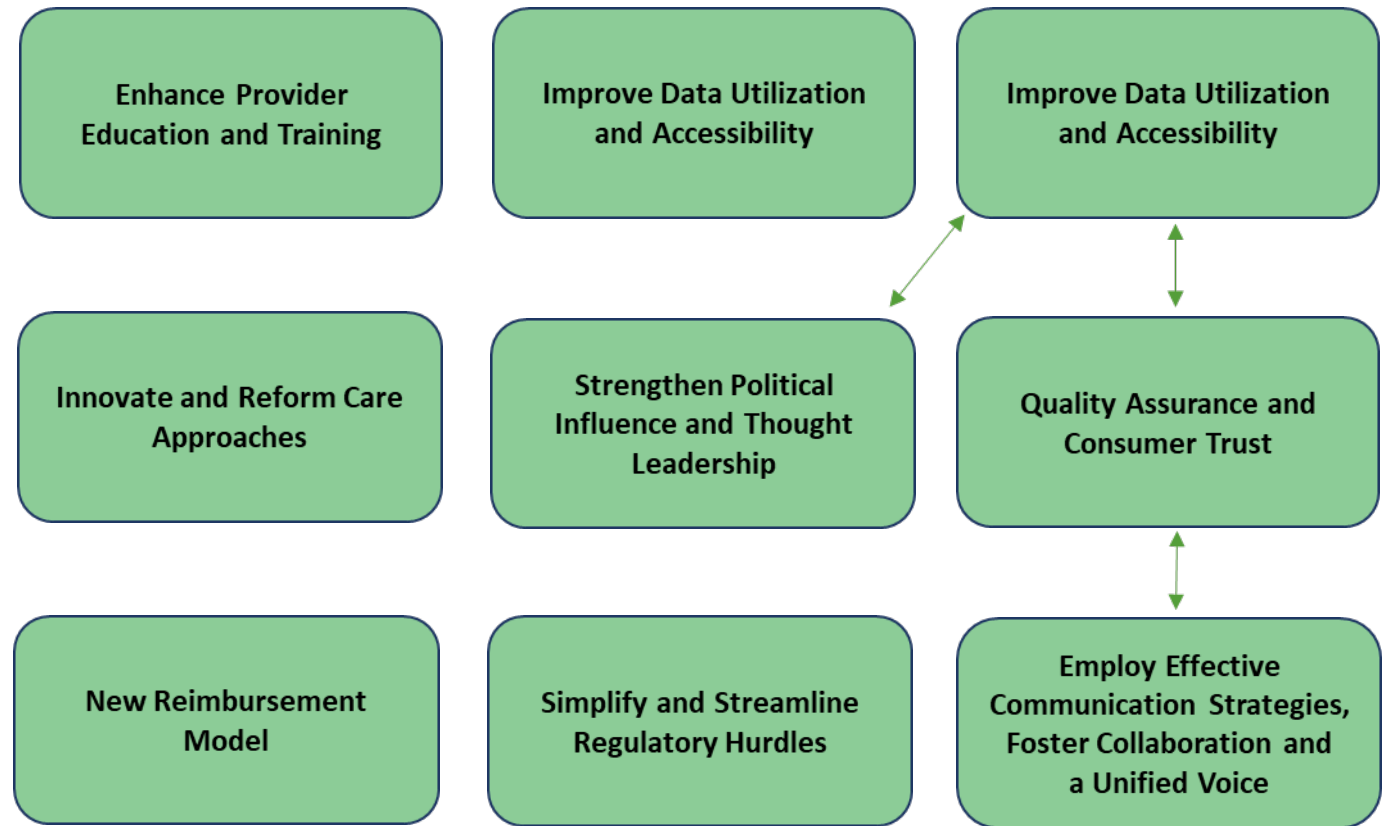 Enhance Provider
Education and Training
Improve Data Utilization
and Accessibility
Improve Data Utilization
and Accessibility
Innovate and Reform Care
Approaches
Strengthen Political
Influence and Thought
Leadership
Quality Assurance and
Consumer Trust
New Reimbursement
Model
Simplify and Streamline
Regulatory Hurdles
Employ Effective
Communication Strategies,
Foster Collaboration and
a Unified Voice